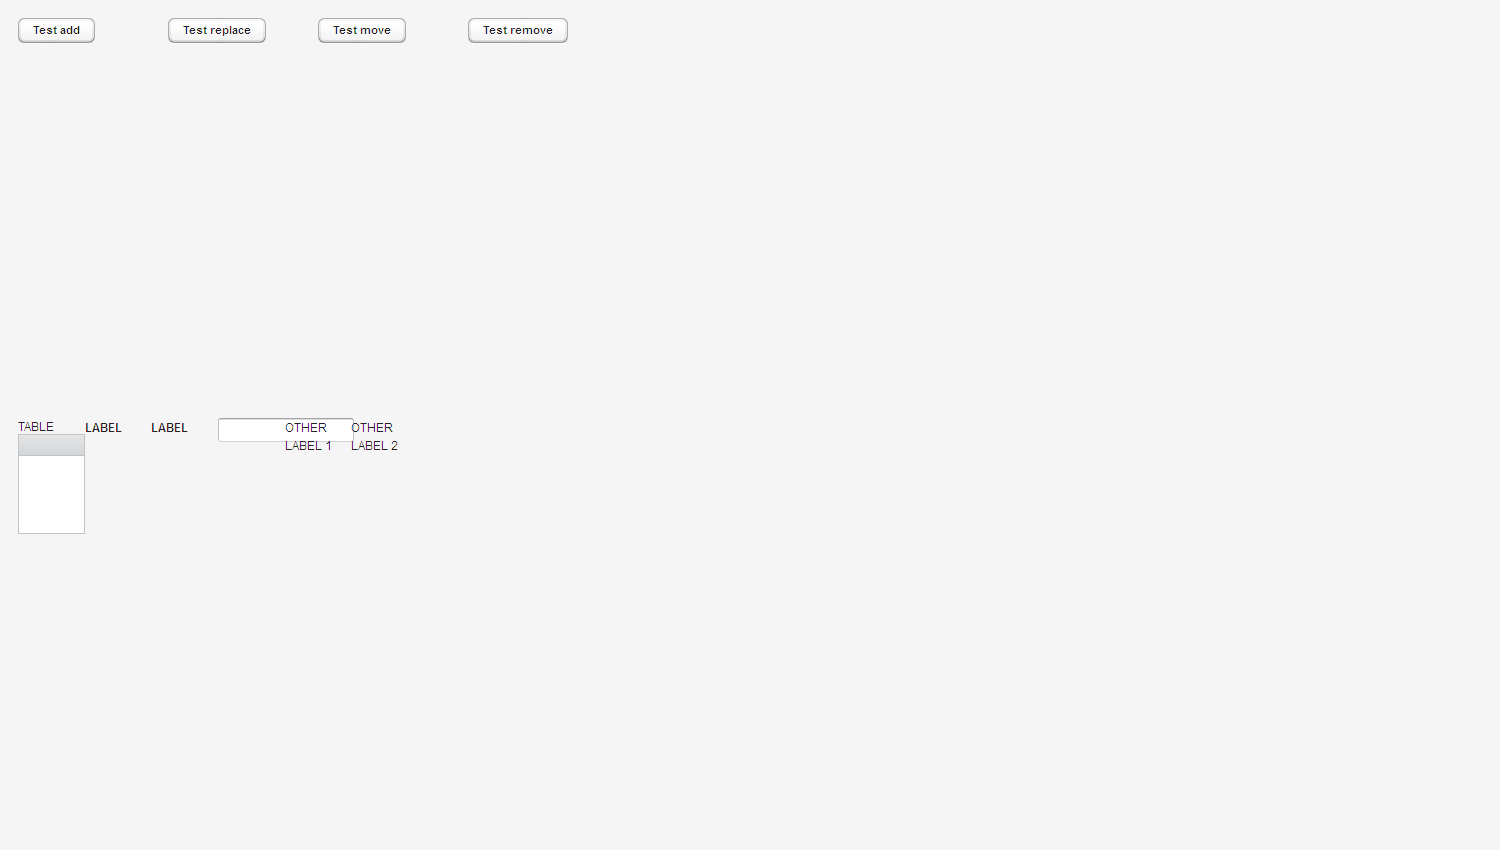 Test add
Test replace
Test move
Test remove
TABLE
LABEL
LABEL
OTHER
LABEL 1
OTHER
LABEL 2